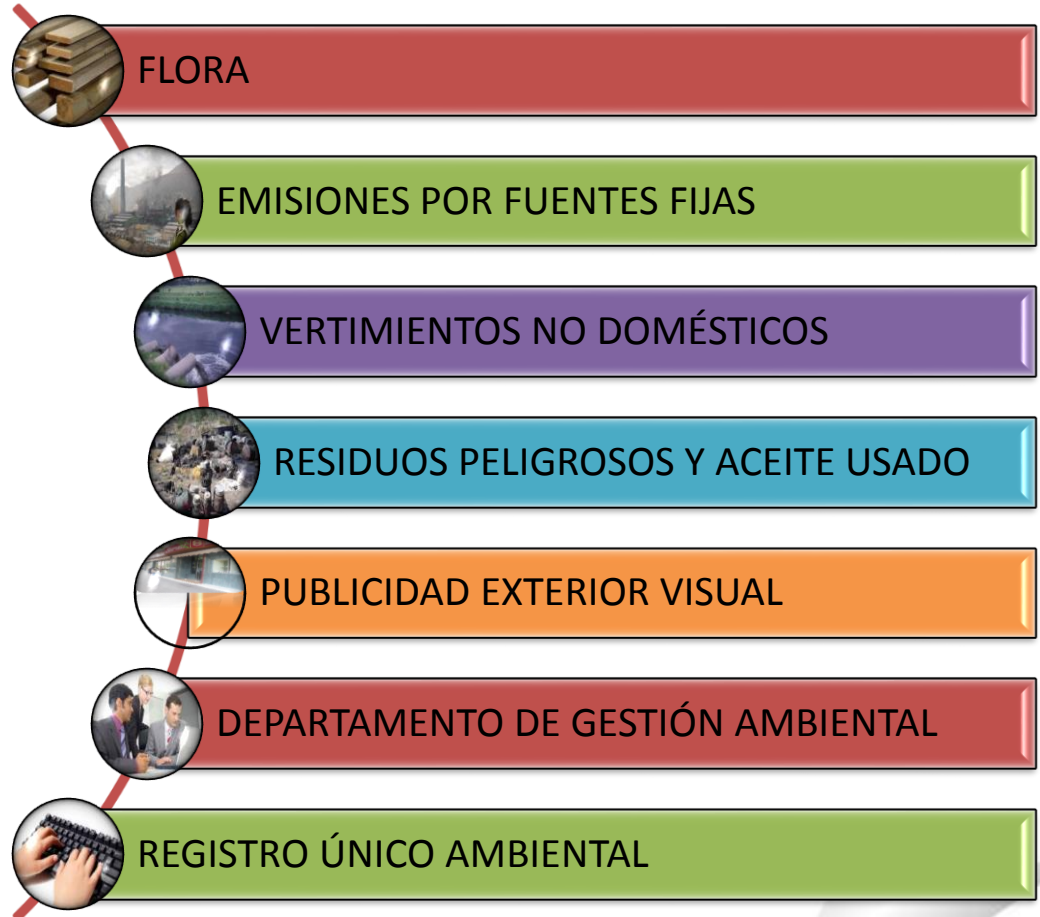 FLORA
EMISIONES POR FUENTES FIJAS
VERTIMIENTOS NO DOMÉSTICOS
RESIDUOS PELIGROSOS Y ACEITE USADO
PUBLICIDAD EXTERIOR VISUAL
DEPARTAMENTO DE GESTIÓN AMBIENTAL
REGISTRO ÚNICO AMBIENTAL